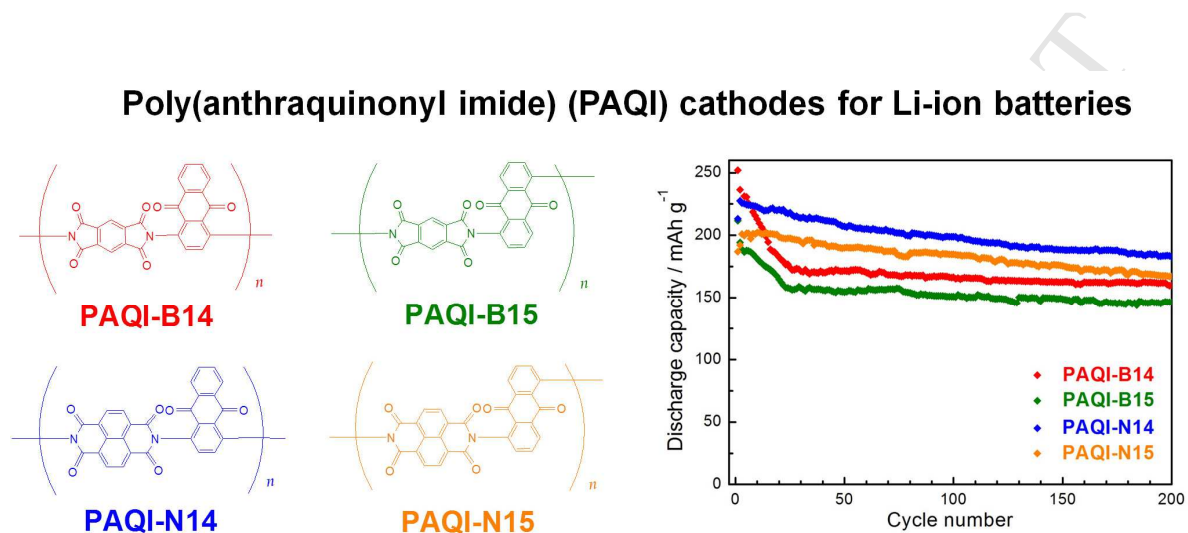 Poly(anthraquinonyl imide) (PAQI) cathodes for Li-ion batteries
O O O O
N N
O O
n
PAQI-B14
O O O O
N N
O O
n
PAQI-B15
O O O O
N N
O O
n
PAQI-N14
O O O O
N N
O O
n
PAQI-N15
Discharge capacity / mAh g⁻¹
250
200
150
100
50
0
PAQI-B14
PAQI-B15
PAQI-N14
PAQI-N15
0 50 100 150 200
Cycle number